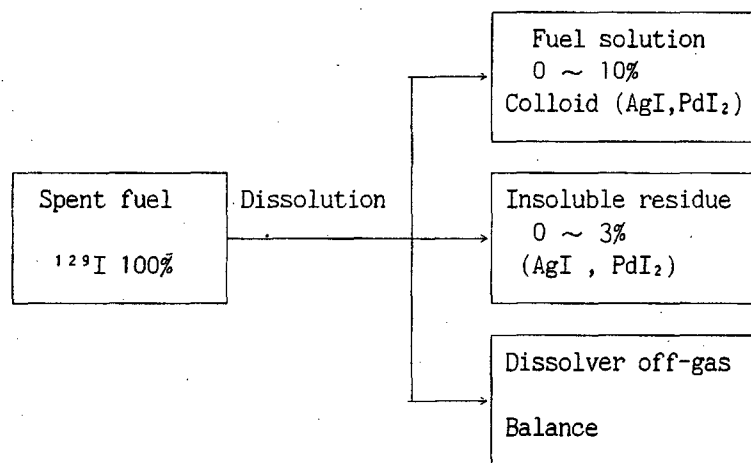 Fuel solution
0 ~ 10%
Colloid (AgI,PdI₂)
Spent fuel
¹²⁹I 100%
Dissolution
Insoluble residue
0 ~ 3%
(AgI , PdI₂)
Dissolver off-gas
Balance